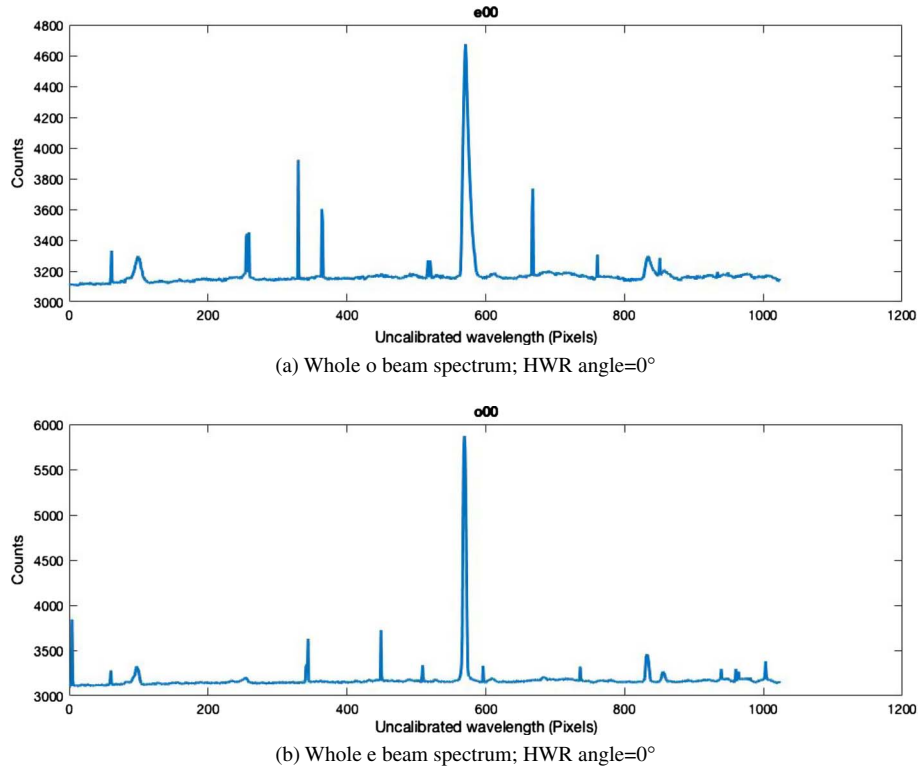 e00
4800
4600
4400
4200
4000
3800
3600
3400
3200
3000
Counts
0 200 400 600 800 1000 1200
Uncalibrated wavelength (Pixels)
(a) Whole o beam spectrum; HWR angle=0°
o00
6000
5500
5000
4500
4000
3500
3000
Counts
0 200 400 600 800 1000 1200
Uncalibrated wavelength (Pixels)
(b) Whole e beam spectrum; HWR angle=0°